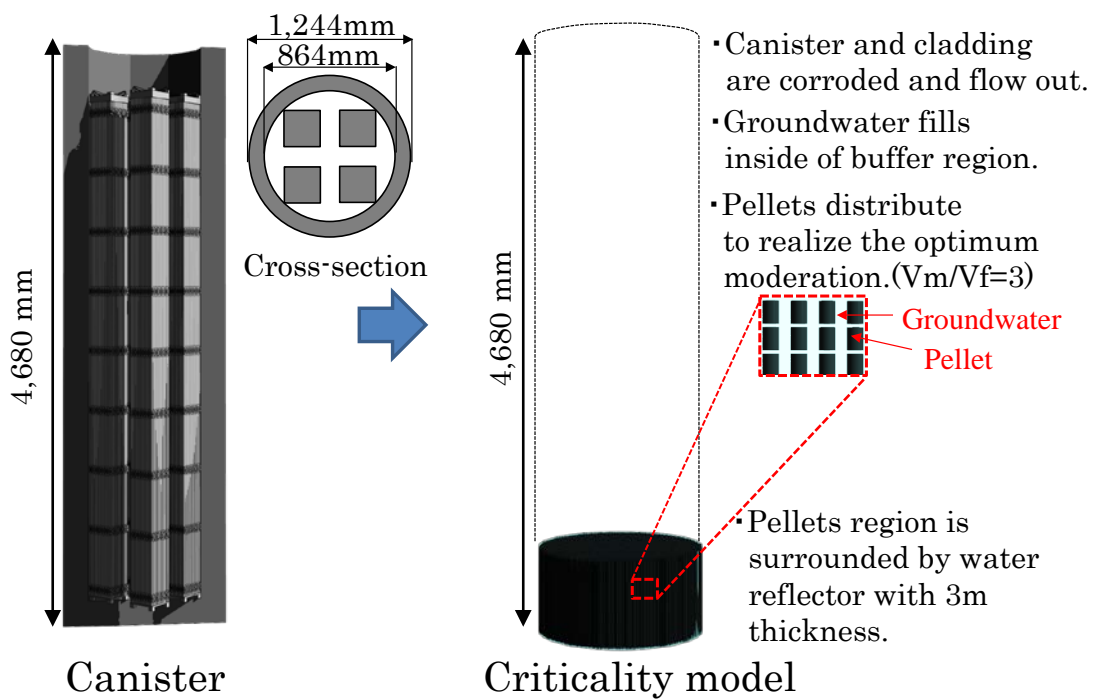 1,244mm
864mm
4,680 mm
Cross-section
Canister
4,680 mm
・Canister and cladding
are corroded and flow out.
・Groundwater fills
inside of buffer region.
・Pellets distribute
to realize the optimum
moderation.(Vm/Vf=3)
Groundwater
Pellet
・Pellets region is
surrounded by water
reflector with 3m
thickness.
Criticality model